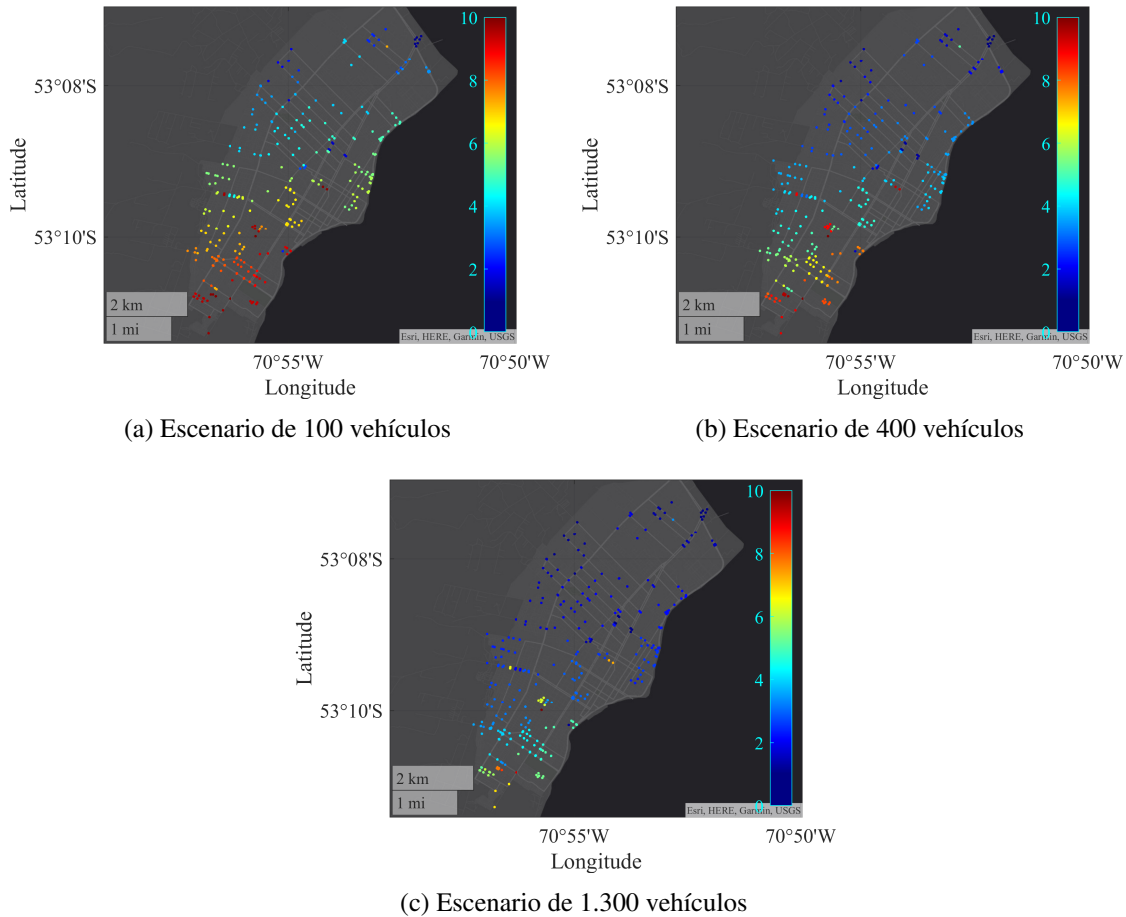 10
8
6
4
2
0
53°08'S
53°10'S
Latitude
2 km
1 mi
Esri, HERE, Garmin, USGS
70°55'W
70°50'W
Longitude
(a) Escenario de 100 vehículos
10
8
6
4
2
0
53°08'S
53°10'S
Latitude
2 km
1 mi
Esri, HERE, Garmin, USGS
70°55'W
70°50'W
Longitude
(b) Escenario de 400 vehículos
10
8
6
4
2
0
53°08'S
53°10'S
Latitude
2 km
1 mi
Esri, HERE, Garmin, USGS
70°55'W
70°50'W
Longitude
(c) Escenario de 1.300 vehículos